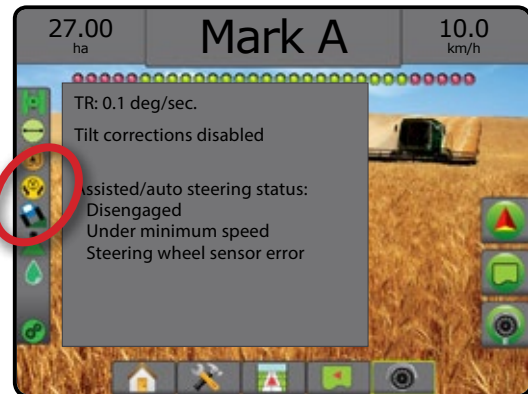 27.00
ha
Mark A
10.0
km/h
TR: 0.1 deg/sec.
Tilt corrections disabled
Assisted/auto steering status:
Disengaged
Under minimum speed
Steering wheel sensor error